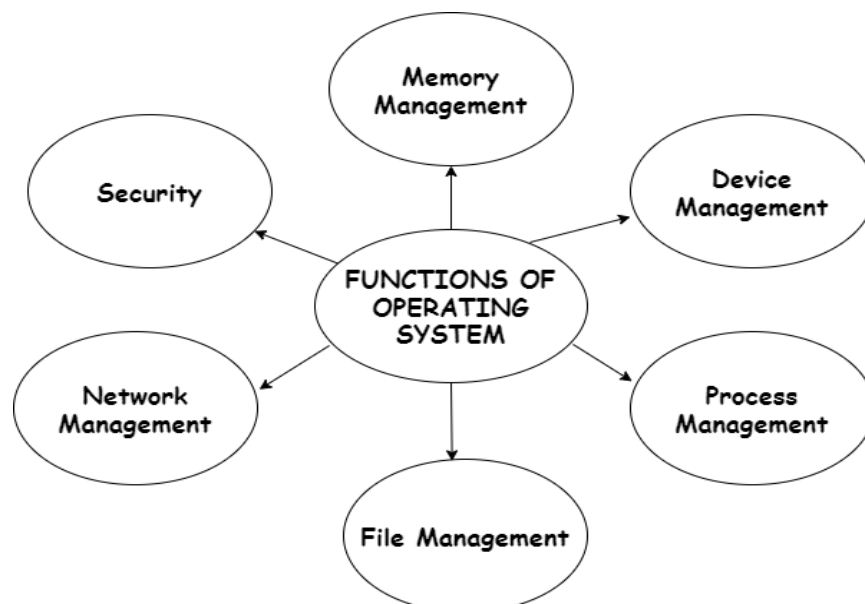 Memory
Management
Security
Device
Management
FUNCTIONS OF
OPERATING
SYSTEM
Network
Management
Process
Management
File Management